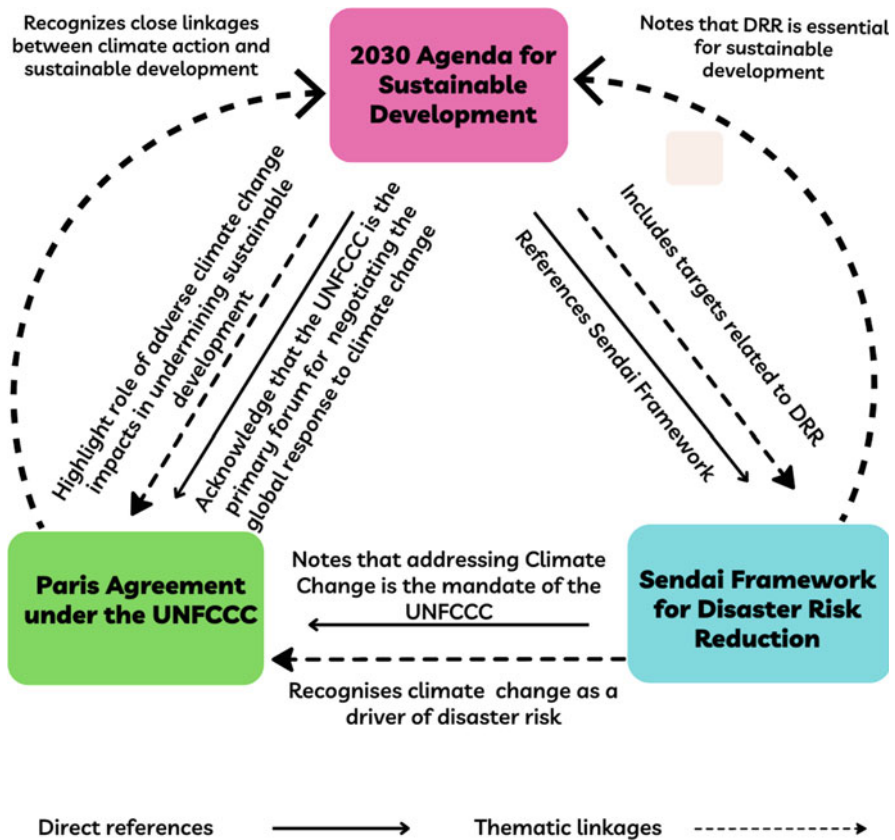 Recognizes close linkages
between climate action and
sustainable development
Notes that DRR is essential
for sustainable
development
2030 Agenda for
Sustainable
Development
Highlight role of adverse climate change
impacts in undermining sustainable
development
Acknowledge that the UNFCCC is the
primary forum for negotiating the
global response to climate change
References Sendai Framework
Includes targets related to DRR
Paris Agreement
under the UNFCCC
Notes that addressing Climate
Change is the mandate of the
UNFCCC
Sendai Framework
for Disaster Risk
Reduction
Recognises climate change as a
driver of disaster risk
Direct references
Thematic linkages